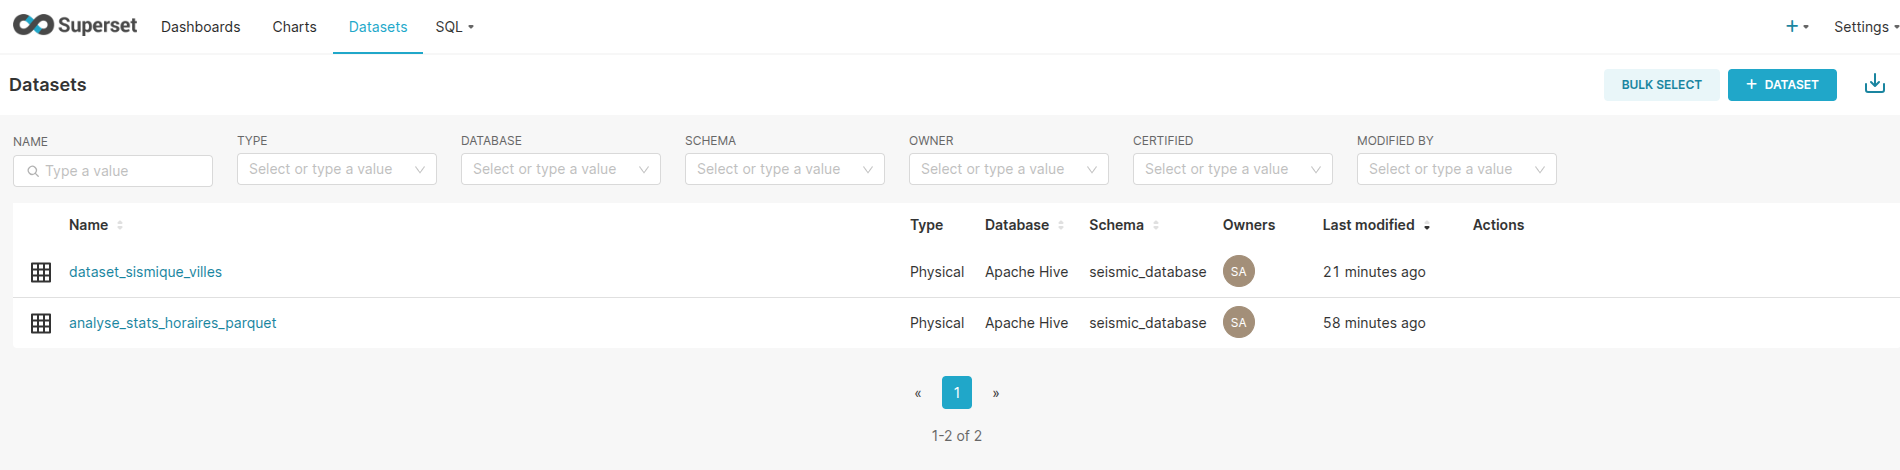 Superset Dashboards Charts Datasets SQL + Settings
Datasets BULK SELECT + DATASET
NAME TYPE DATABASE SCHEMA OWNER CERTIFIED MODIFIED BY
Type a value Select or type a value Select or type a value Select or type a value Select or type a value Select or type a value Select or type a value
Name Type Database Schema Owners Last modified Actions
dataset_sismique_villes Physical Apache Hive seismic_database SA 21 minutes ago
analyse_stats_horaires_parquet Physical Apache Hive seismic_database SA 58 minutes ago
« 1 »
1-2 of 2